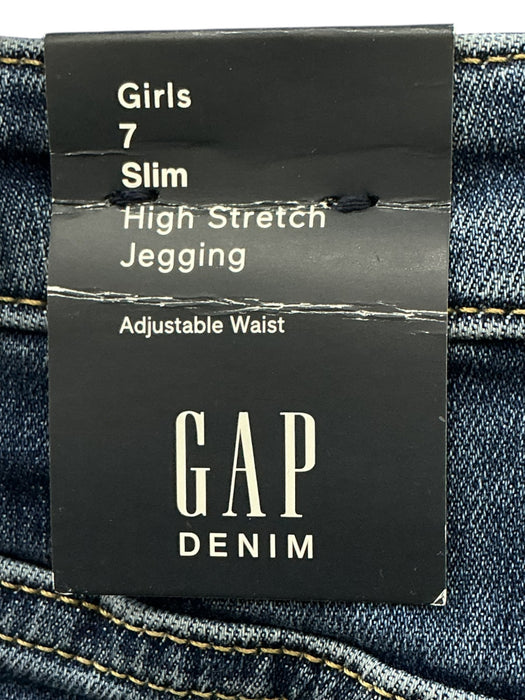 Girls
7
Slim
High Stretch
Jegging
Adjustable Waist
GAP
DENIM